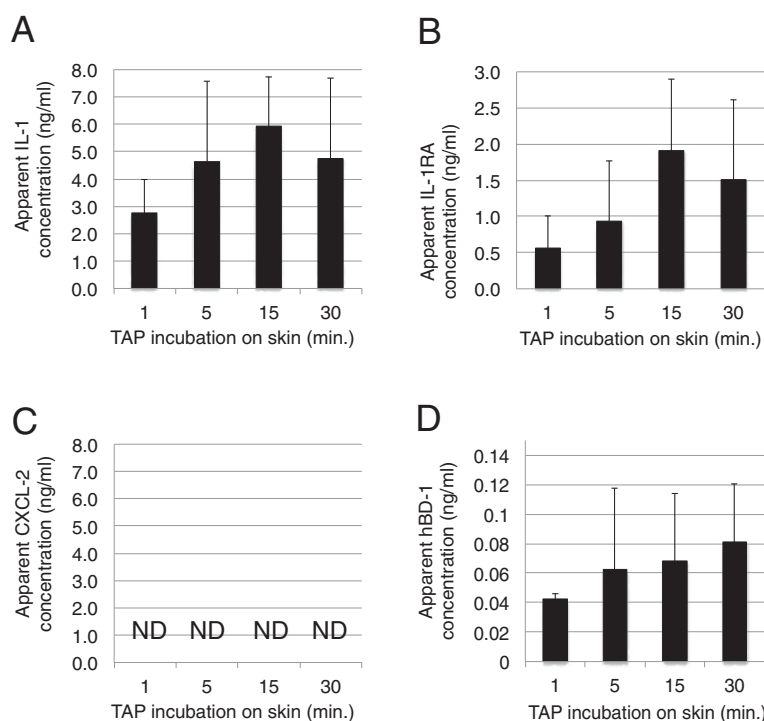 A
Apparent IL-1
concentration (ng/ml)
8.0
7.0
6.0
5.0
4.0
3.0
2.0
1.0
0.0
1 5 15 30
TAP incubation on skin (min.)
B
Apparent IL-1RA
concentration (ng/ml)
3.0
2.5
2.0
1.5
1.0
0.5
0.0
1 5 15 30
TAP incubation on skin (min.)
C
Apparent CXCL-2
concentration (ng/ml)
8.0
7.0
6.0
5.0
4.0
3.0
2.0
1.0
0.0
ND ND ND ND
1 5 15 30
TAP incubation on skin (min.)
D
Apparent hBD-1
concentration (ng/ml)
0.14
0.12
0.1
0.08
0.06
0.04
0.02
0
1 5 15 30
TAP incubation on skin (min.)